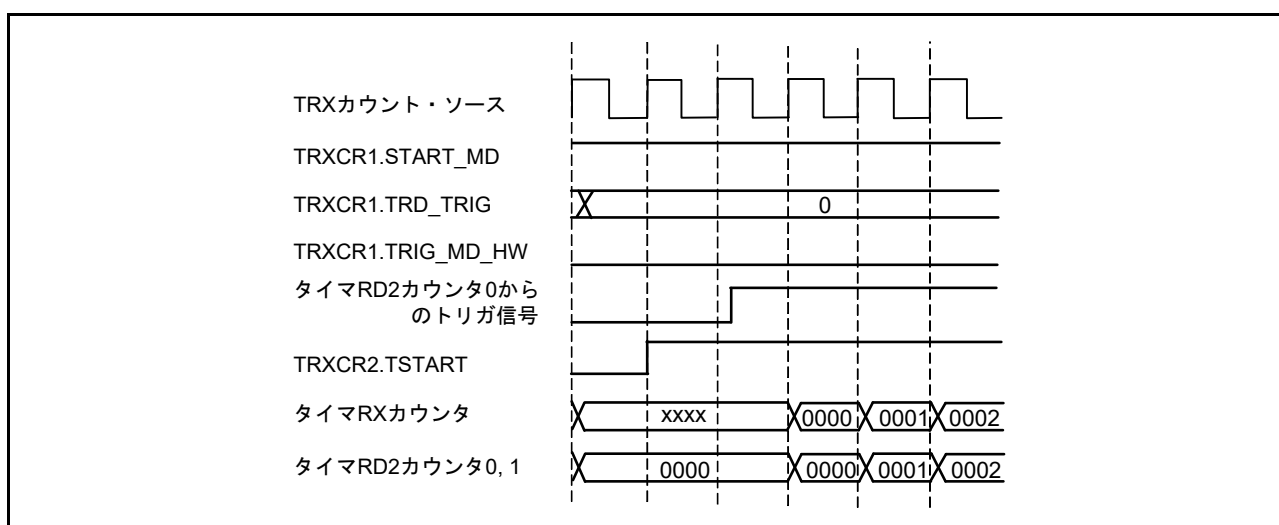 TRXカウント・ソース
TRXCR1.START_MD
TRXCR1.TRD_TRIG
0
TRXCR1.TRIG_MD_HW
タイマRD2カウンタ0から
のトリガ信号
TRXCR2.TSTART
タイマRXカウンタ
xxxx 0000 0001 0002
タイマRD2カウンタ0, 1
0000 0000 0001 0002